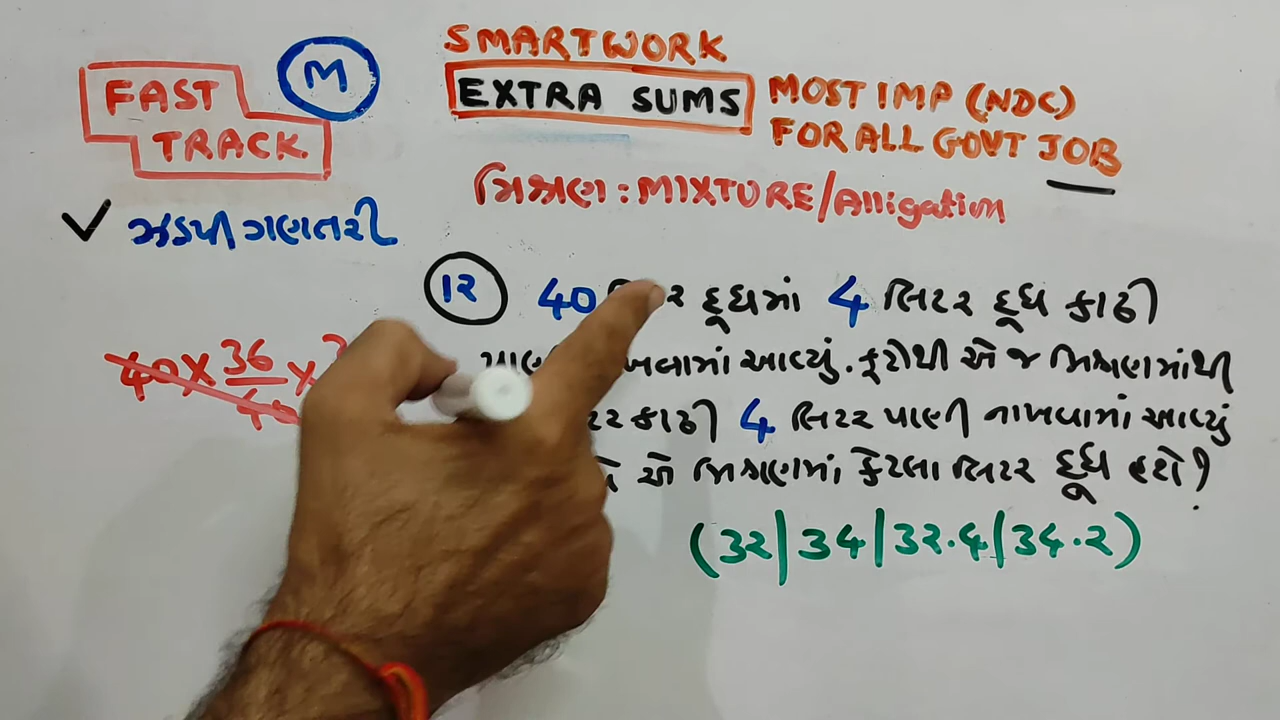 SMARTWORK
FAST
TRACK
M
EXTRA SUMS
MOST IMP (NDC)
FOR ALL GOVT JOB
મિશ્રણ : MIXTURE/Alligation
✓ ઝડપી ગણતરી
૧૨ 40 દૂધમાં 4 લિટર દૂધ કાઢી
આવ્યું. ફરીથી એ જ મિશ્રણમાંથી
કાઢી 4 લિટર પાણી નાખવામાં આવ્યું
એ મિશ્રણમાં કેટલા લિટર દૂધ હશે?
40 × 36/40 ×
(૩૨|૩૪|૩૨.૪|૩૪.૨)